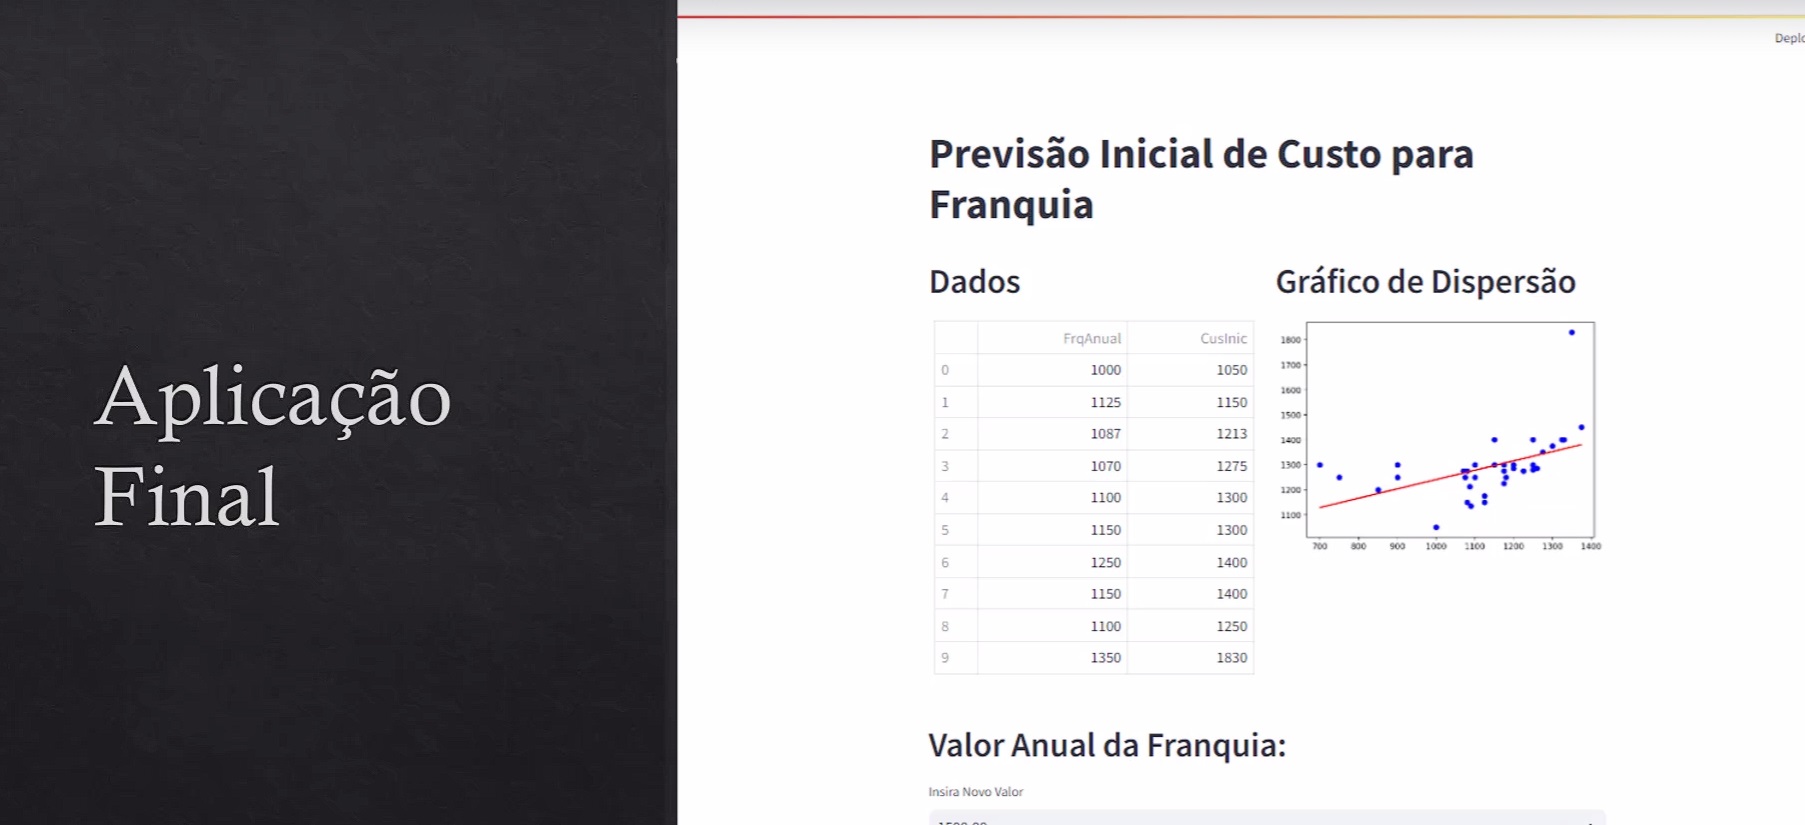 Aplicação
Final
Deplo
Previsão Inicial de Custo para
Franquia
Dados
Gráfico de Dispersão
FrqAnual CusInic
0 1000 1050
1 1125 1150
2 1087 1213
3 1070 1275
4 1100 1300
5 1150 1300
6 1250 1400
7 1150 1400
8 1100 1250
9 1350 1830
1800
1700
1600
1500
1400
1300
1200
1100
700 800 900 1000 1100 1200 1300 1400
Valor Anual da Franquia:
Insira Novo Valor